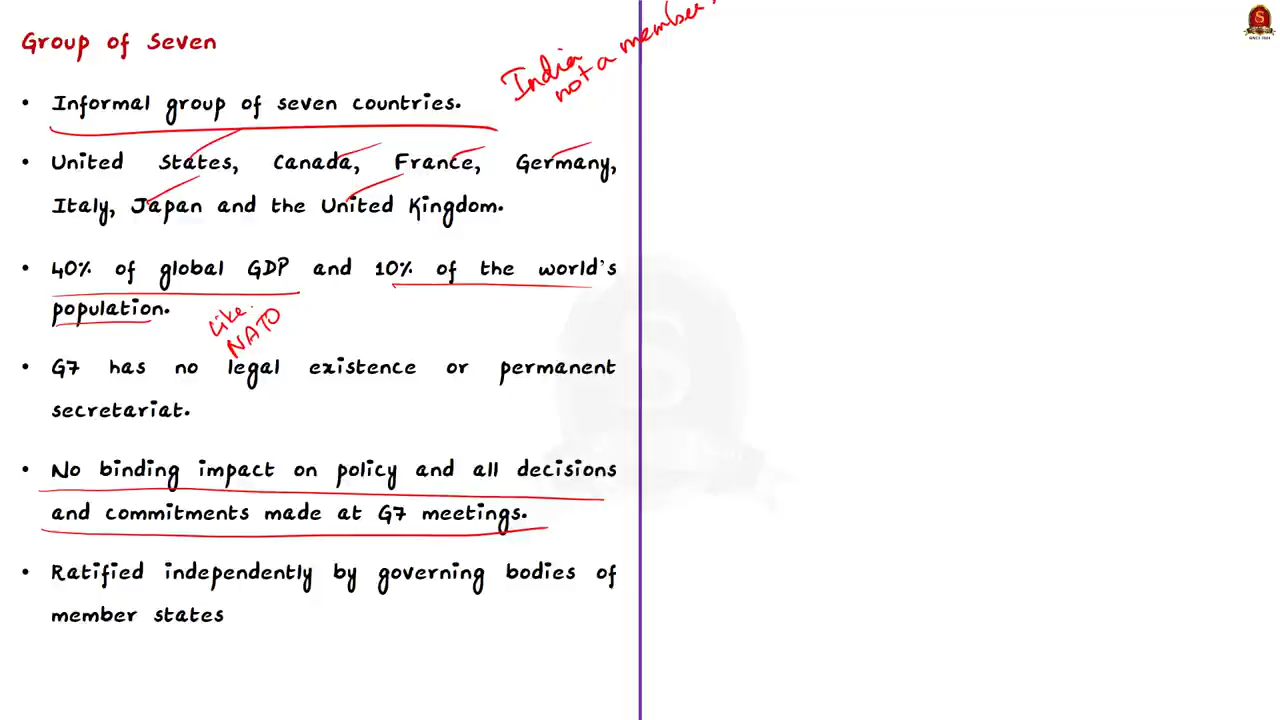 Group of Seven
India
not a member.
• Informal group of seven countries.
• United States, Canada, France, Germany,
Italy, Japan and the United Kingdom.
• 40% of global GDP and 10% of the world's
population.
Like
NATO
• G7 has no legal existence or permanent
secretariat.
• No binding impact on policy and all decisions
and commitments made at G7 meetings.
• Ratified independently by governing bodies of
member states
S